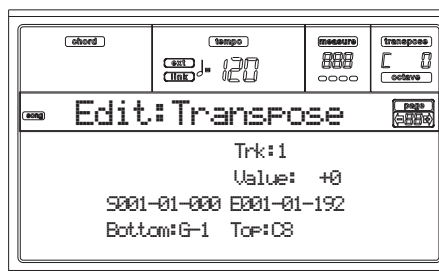 chord tempo measure transpose
ext link ♩= 120 888 C 0
octave
song Edit:Transpose page
Trk:1
Value: +0
S001-01-000 E001-01-192
Bottom:G-1 Top:C8